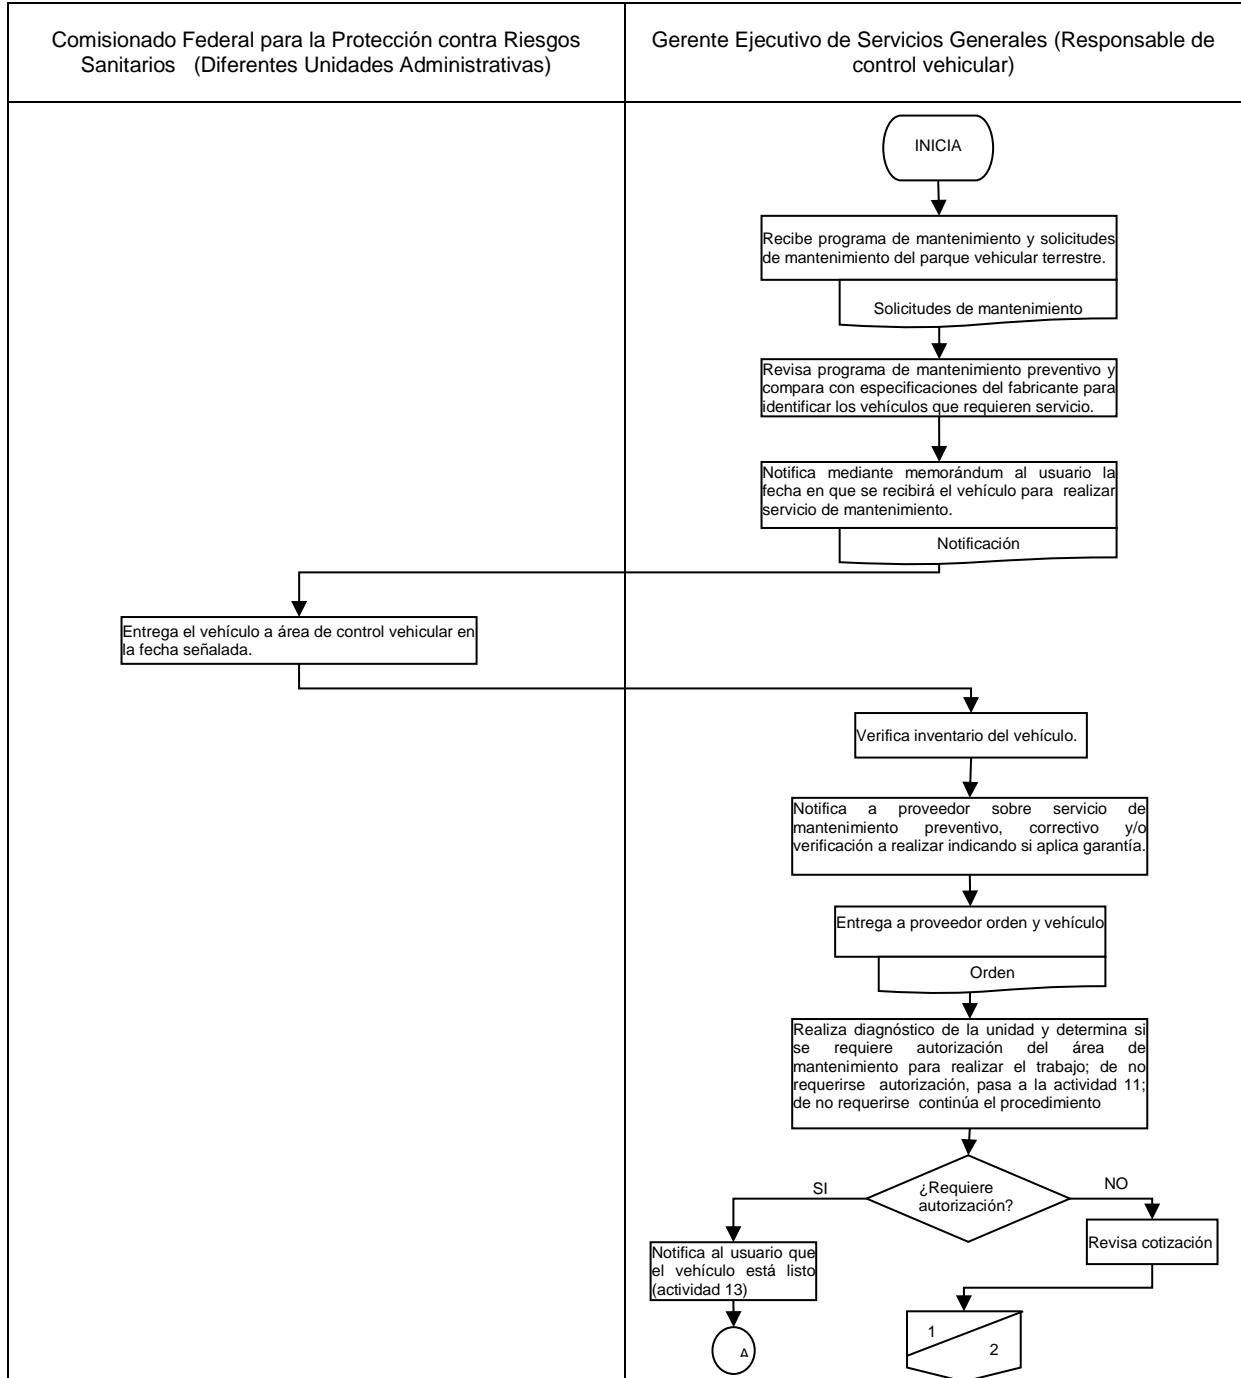 Comisionado Federal para la Protección contra Riesgos
Sanitarios (Diferentes Unidades Administrativas)
Gerente Ejecutivo de Servicios Generales (Responsable de
control vehicular)
INICIA
Recibe programa de mantenimiento y solicitudes
de mantenimiento del parque vehicular terrestre.
Solicitudes de mantenimiento
Revisa programa de mantenimiento preventivo y
compara con especificaciones del fabricante para
identificar los vehículos que requieren servicio.
Notifica mediante memorándum al usuario la
fecha en que se recibirá el vehículo para realizar
servicio de mantenimiento.
Notificación
Entrega el vehículo a área de control vehicular en
la fecha señalada.
Verifica inventario del vehículo.
Notifica a proveedor sobre servicio de
mantenimiento preventivo, correctivo y/o
verificación a realizar indicando si aplica garantía.
Entrega a proveedor orden y vehículo
Orden
Realiza diagnóstico de la unidad y determina si
se requiere autorización del área de
mantenimiento para realizar el trabajo; de no
requerirse autorización, pasa a la actividad 11;
de no requerirse continúa el procedimiento
¿Requiere
autorización?
SI
NO
Notifica al usuario que
el vehículo está listo
(actividad 13)
Revisa cotización
A
1
2